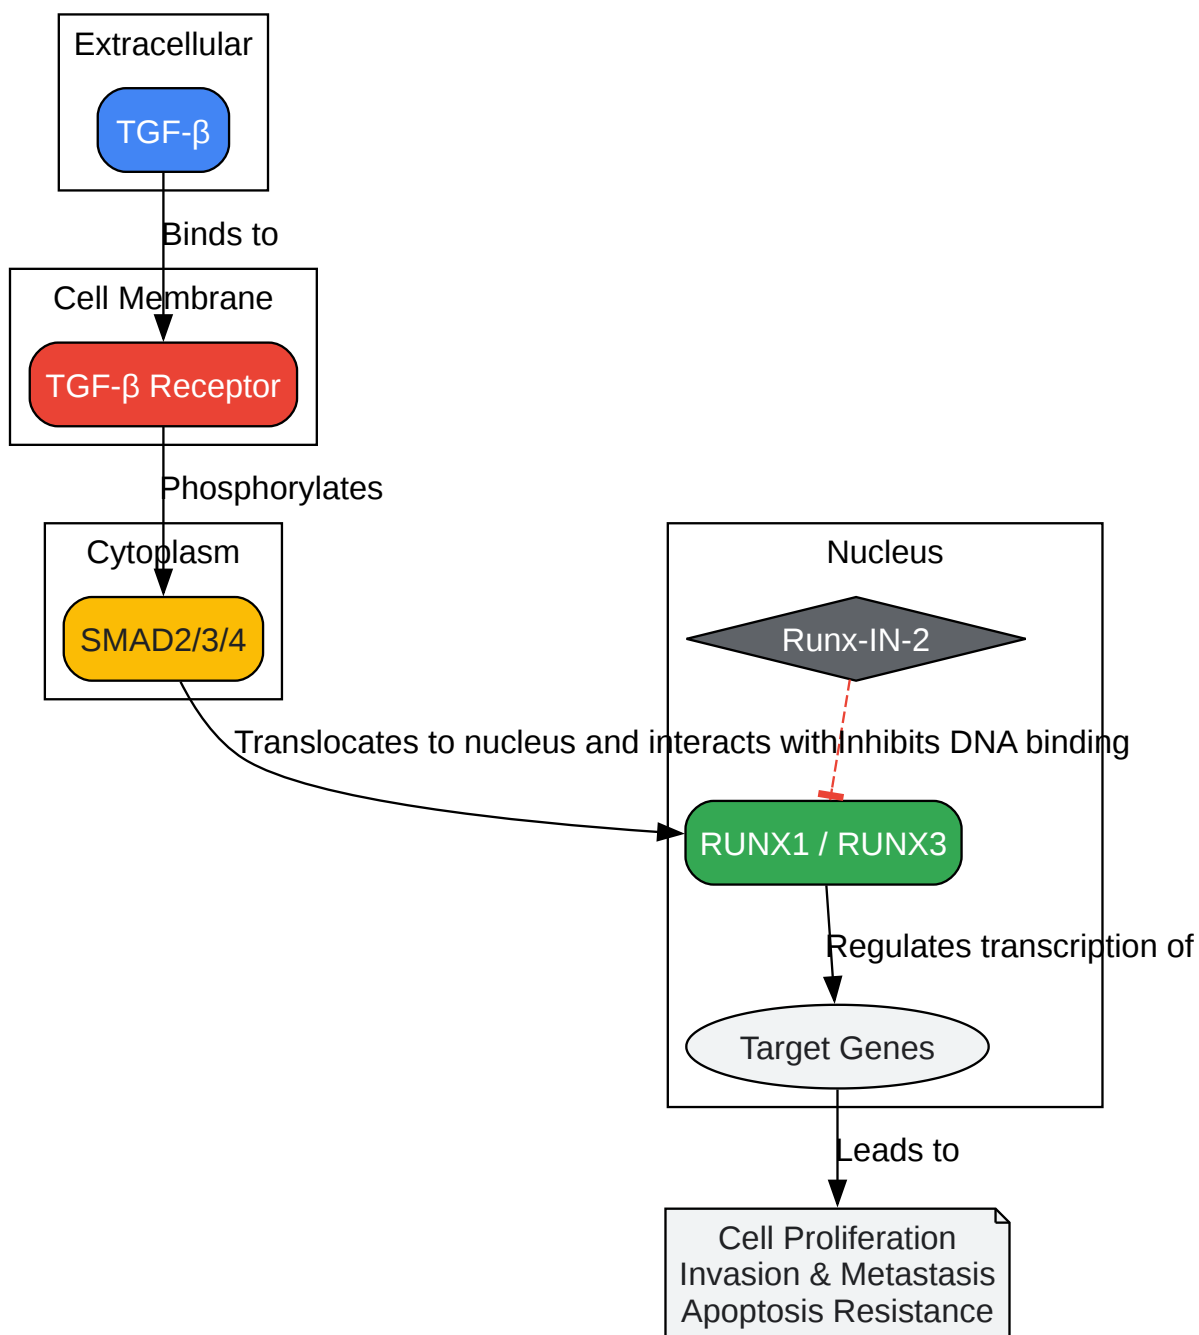 Extracellular
TGF-β
Binds to
Cell Membrane
TGF-β Receptor
Phosphorylates
Cytoplasm
SMAD2/3/4
Nucleus
Runx-IN-2
Translocates to nucleus and interacts with
Inhibits DNA binding
RUNX1 / RUNX3
Regulates transcription of
Target Genes
Leads to
Cell Proliferation
Invasion & Metastasis
Apoptosis Resistance